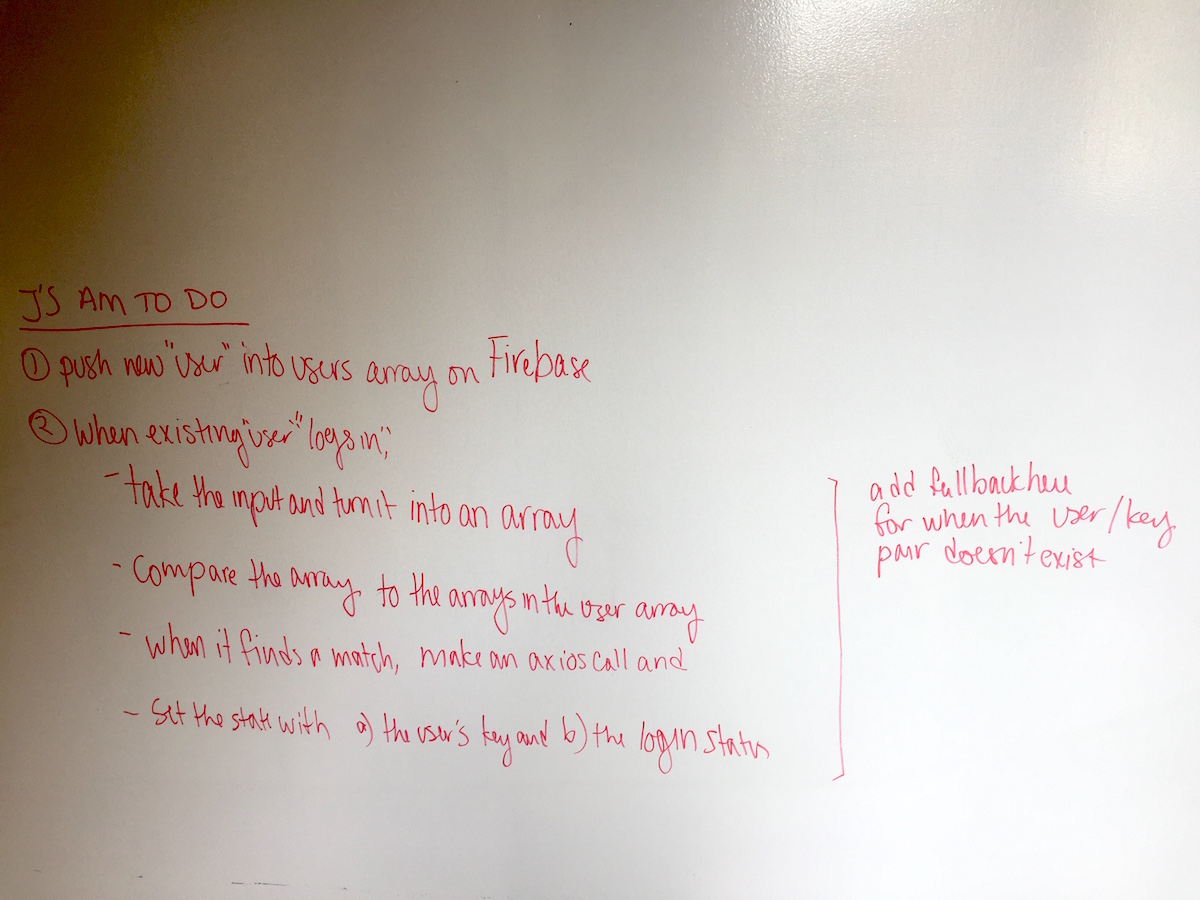 J'S AM TO DO
① push new "user" into users array on Firebase
② When existing "user" "logs in",
- take the input and turn it into an array
- Compare the array to the arrays in the user array
- when it finds a match, make an axios call and
- Set the state with a) the user's key and b) the login status
add fallback here
for when the user/key
pair doesn't exist